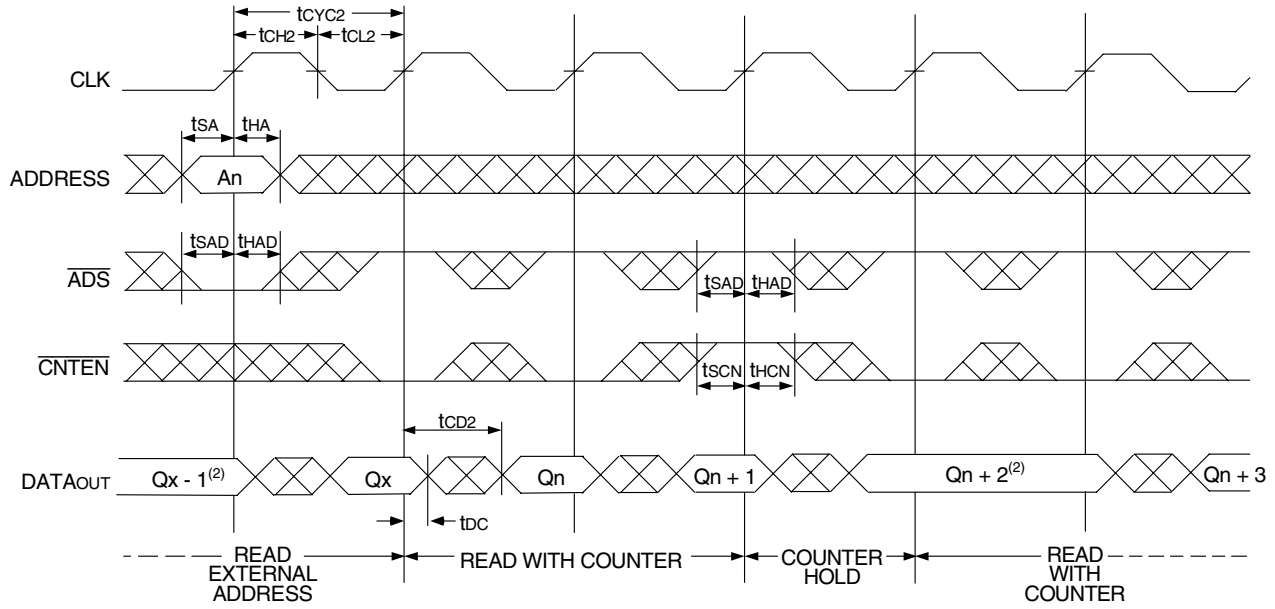 tCYC2
tCH2 tCL2
CLK
tSA tHA
ADDRESS An
tSAD tHAD
ADS tSAD tHAD
CNTEN tSCN tHCN
tCD2
DATAOUT Qx - 1(2) Qx Qn Qn + 1 Qn + 2(2) Qn + 3
tDC
READ EXTERNAL ADDRESS
READ WITH COUNTER
COUNTER HOLD
READ WITH COUNTER